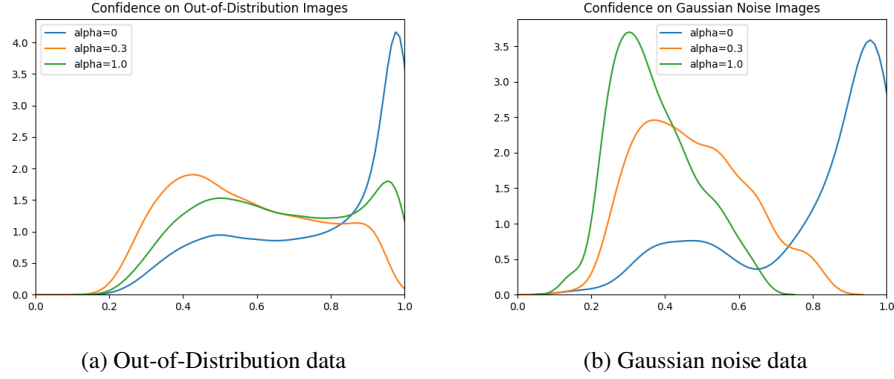 Confidence on Out-of-Distribution Images
alpha=0
alpha=0.3
alpha=1.0
4.0
3.5
3.0
2.5
2.0
1.5
1.0
0.5
0.0
0.0 0.2 0.4 0.6 0.8 1.0
(a) Out-of-Distribution data
Confidence on Gaussian Noise Images
alpha=0
alpha=0.3
alpha=1.0
3.5
3.0
2.5
2.0
1.5
1.0
0.5
0.0
0.0 0.2 0.4 0.6 0.8 1.0
(b) Gaussian noise data